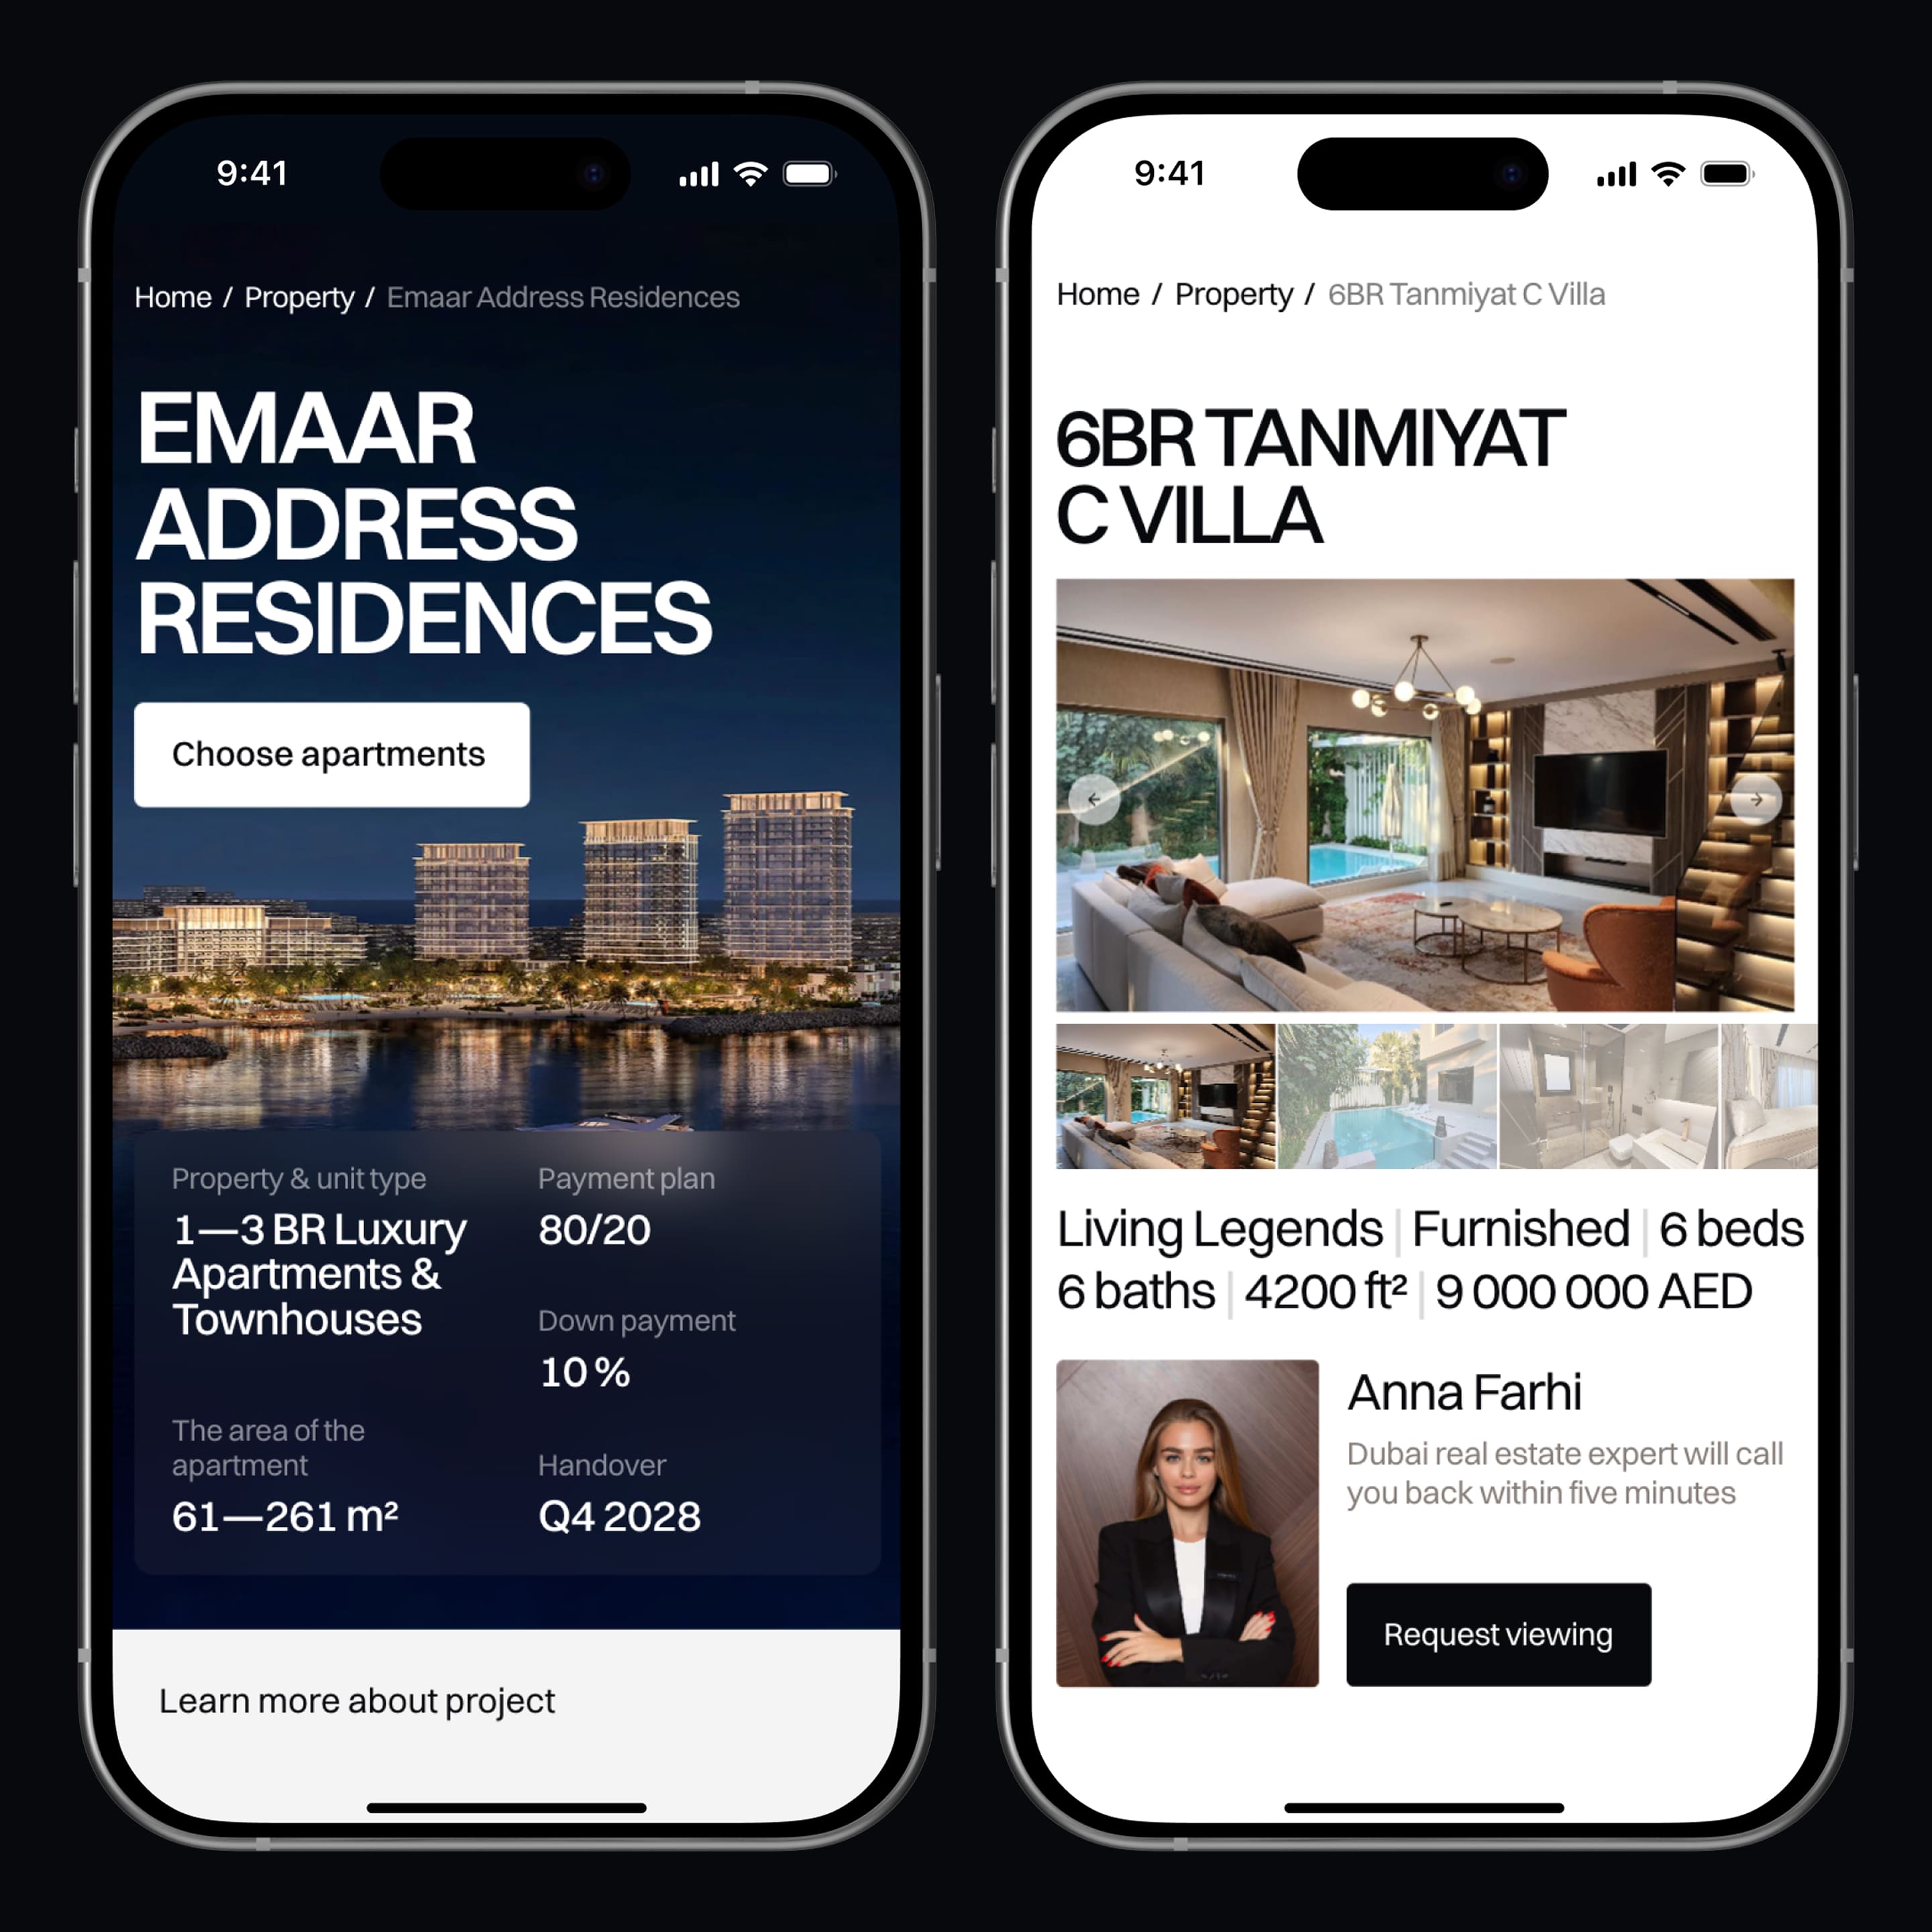 9:41
Home / Property / Emaar Address Residences
EMAAR
ADDRESS
RESIDENCES
Choose apartments
Property & unit type
1—3 BR Luxury
Apartments &
Townhouses
The area of the
apartment
61—261 m²
Payment plan
80/20
Down payment
10 %
Handover
Q4 2028
Learn more about project
9:41
Home / Property / 6BR Tanmiyat C Villa
6BR TANMIYAT
C VILLA
Living Legends | Furnished | 6 beds
6 baths | 4200 ft² | 9 000 000 AED
Anna Farhi
Dubai real estate expert will call
you back within five minutes
Request viewing